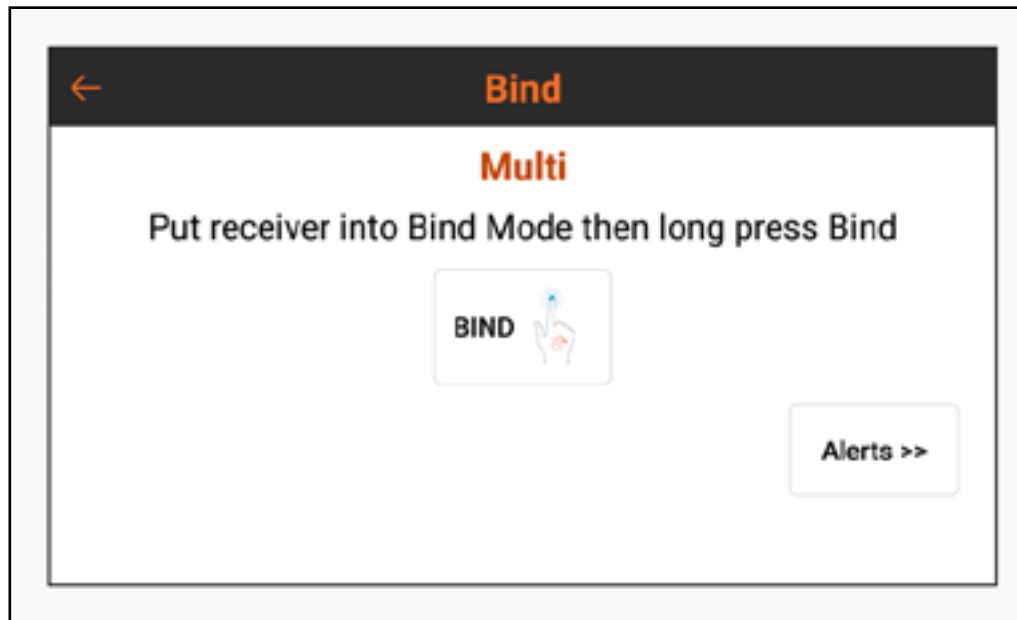 Bind
Multi
Put receiver into Bind Mode then long press Bind
BIND
Alerts >>